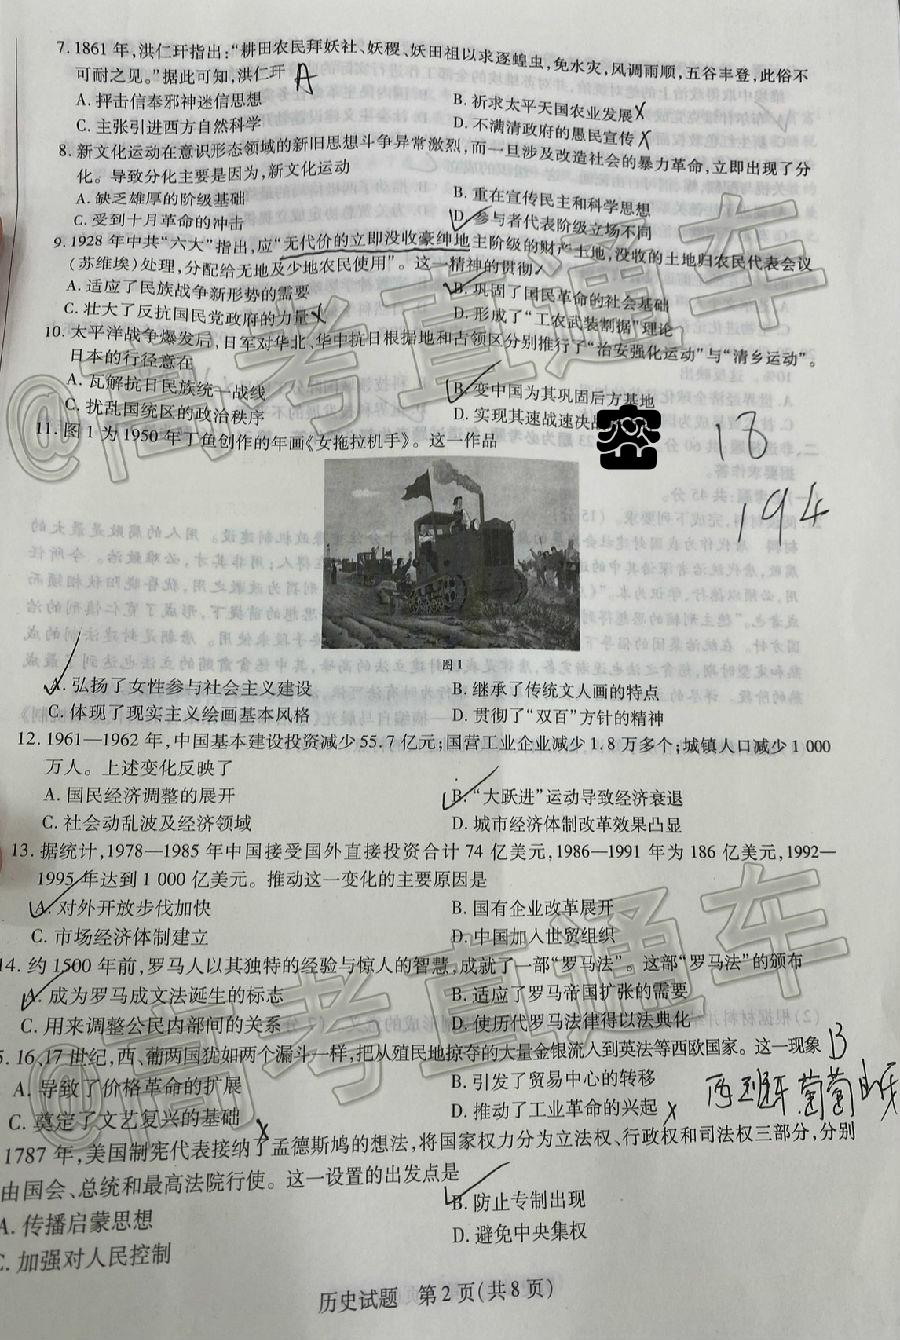 7. 1861 年，洪仁玕指出：“耕田农民拜妖社、妖稷、妖田祖以求逐蝗虫，免水灾，风调雨顺，五谷丰登，此俗不
可耐之见。”据此可知，洪仁玕 A
A. 抨击信奉邪神迷信思想
B. 祈求太平天国农业发展
C. 主张引进西方自然科学
D. 不满清政府的愚民宣传
8. 新文化运动在意识形态领域的新旧思想斗争异常激烈，而一旦涉及改造社会的暴力革命，立即出现了分
化。导致分化主要是因为，新文化运动
A. 缺乏雄厚的阶级基础
B. 重在宣传民主和科学思想
C. 受到十月革命的冲击
D. 参与者代表阶级立场不同
9. 1928 年中共“六大”指出，应“无代价的立即没收豪绅地主阶级的财产土地，没收的土地归农民代表会议
(苏维埃)处理，分配给无地及少地农民使用”。这一精神的贯彻
A. 适应了民族战争新形势的需要
B. 巩固了国民革命的社会基础
C. 壮大了反抗国民党政府的力量
D. 形成了“工农武装割据”理论
10. 太平洋战争爆发后，日军对华北、华中抗日根据地和占领区分别推行了“治安强化运动”与“清乡运动”。
日本的行径意在
A. 瓦解抗日民族统一战线
B. 变中国为其巩固后方基地
C. 扰乱国统区的政治秩序
D. 实现其速战速决
11. 图 1 为 1950 年丁鱼创作的年画《女拖拉机手》。这一作品
18
194
图 1
A. 弘扬了女性参与社会主义建设
B. 继承了传统文人画的特点
C. 体现了现实主义绘画基本风格
D. 贯彻了“双百”方针的精神
12. 1961—1962 年，中国基本建设投资减少 55.7 亿元；国营工业企业减少 1.8 万多个；城镇人口减少 1 000
万人。上述变化反映了
A. 国民经济调整的展开
B. “大跃进”运动导致经济衰退
C. 社会动乱波及经济领域
D. 城市经济体制改革效果凸显
13. 据统计，1978—1985 年中国接受国外直接投资合计 74 亿美元，1986—1991 年为 186 亿美元，1992—
1995 年达到 1 000 亿美元。推动这一变化的主要原因是
A. 对外开放步伐加快
B. 国有企业改革展开
C. 市场经济体制建立
D. 中国加入世贸组织
14. 约 1500 年前，罗马人以其独特的经验与惊人的智慧，成就了一部“罗马法”。这部“罗马法”的颁布
A. 成为罗马成文法诞生的标志
B. 适应了罗马帝国扩张的需要
C. 用来调整公民内部间的关系
D. 使历代罗马法律得以法典化
5. 16、17 世纪，西、葡两国犹如两个漏斗一样，把从殖民地掠夺的大量金银流入到英法等西欧国家。这一现象 B
A. 导致了价格革命的扩展
B. 引发了贸易中心的转移
西班牙 葡萄牙
C. 奠定了文艺复兴的基础
D. 推动了工业革命的兴起
1787 年，美国制宪代表接纳了孟德斯鸠的想法，将国家权力分为立法权、行政权和司法权三部分，分别
由国会、总统和最高法院行使。这一设置的出发点是
A. 传播启蒙思想
B. 防止专制出现
C. 加强对人民控制
D. 避免中央集权
历史试题 第 2 页(共 8 页)
@高考直通车
@高考直通车